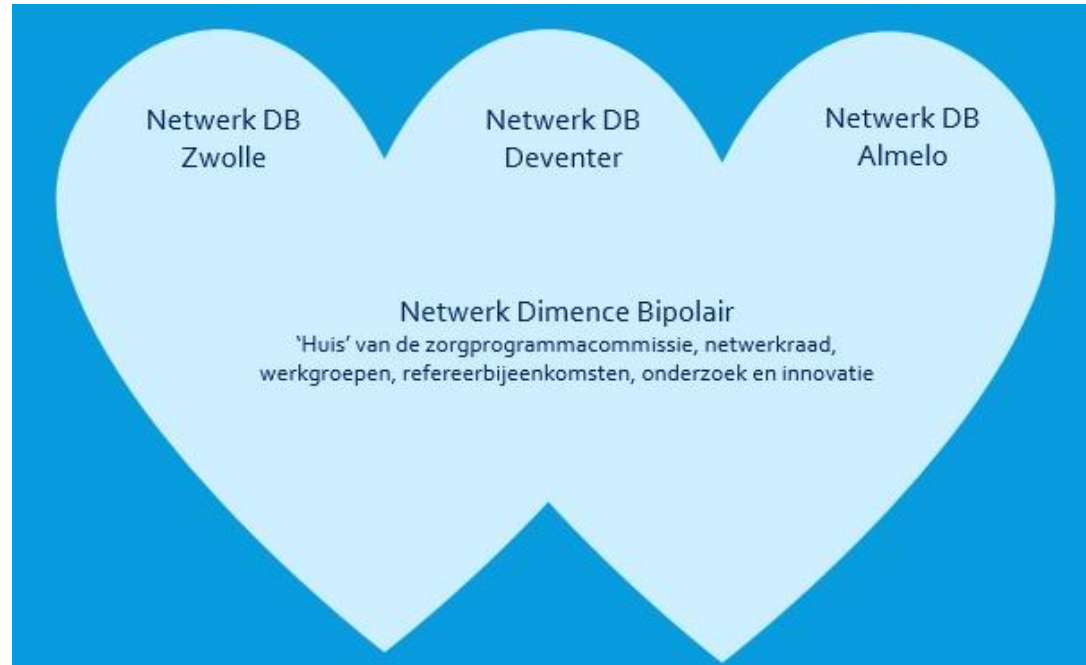 Netwerk DB
Zwolle
Netwerk DB
Deventer
Netwerk DB
Almelo
Netwerk Dimence Bipolair
‘Huis’ van de zorgprogrammacommissie, netwerkraad,
werkgroepen, refereerbijeenkomsten, onderzoek en innovatie